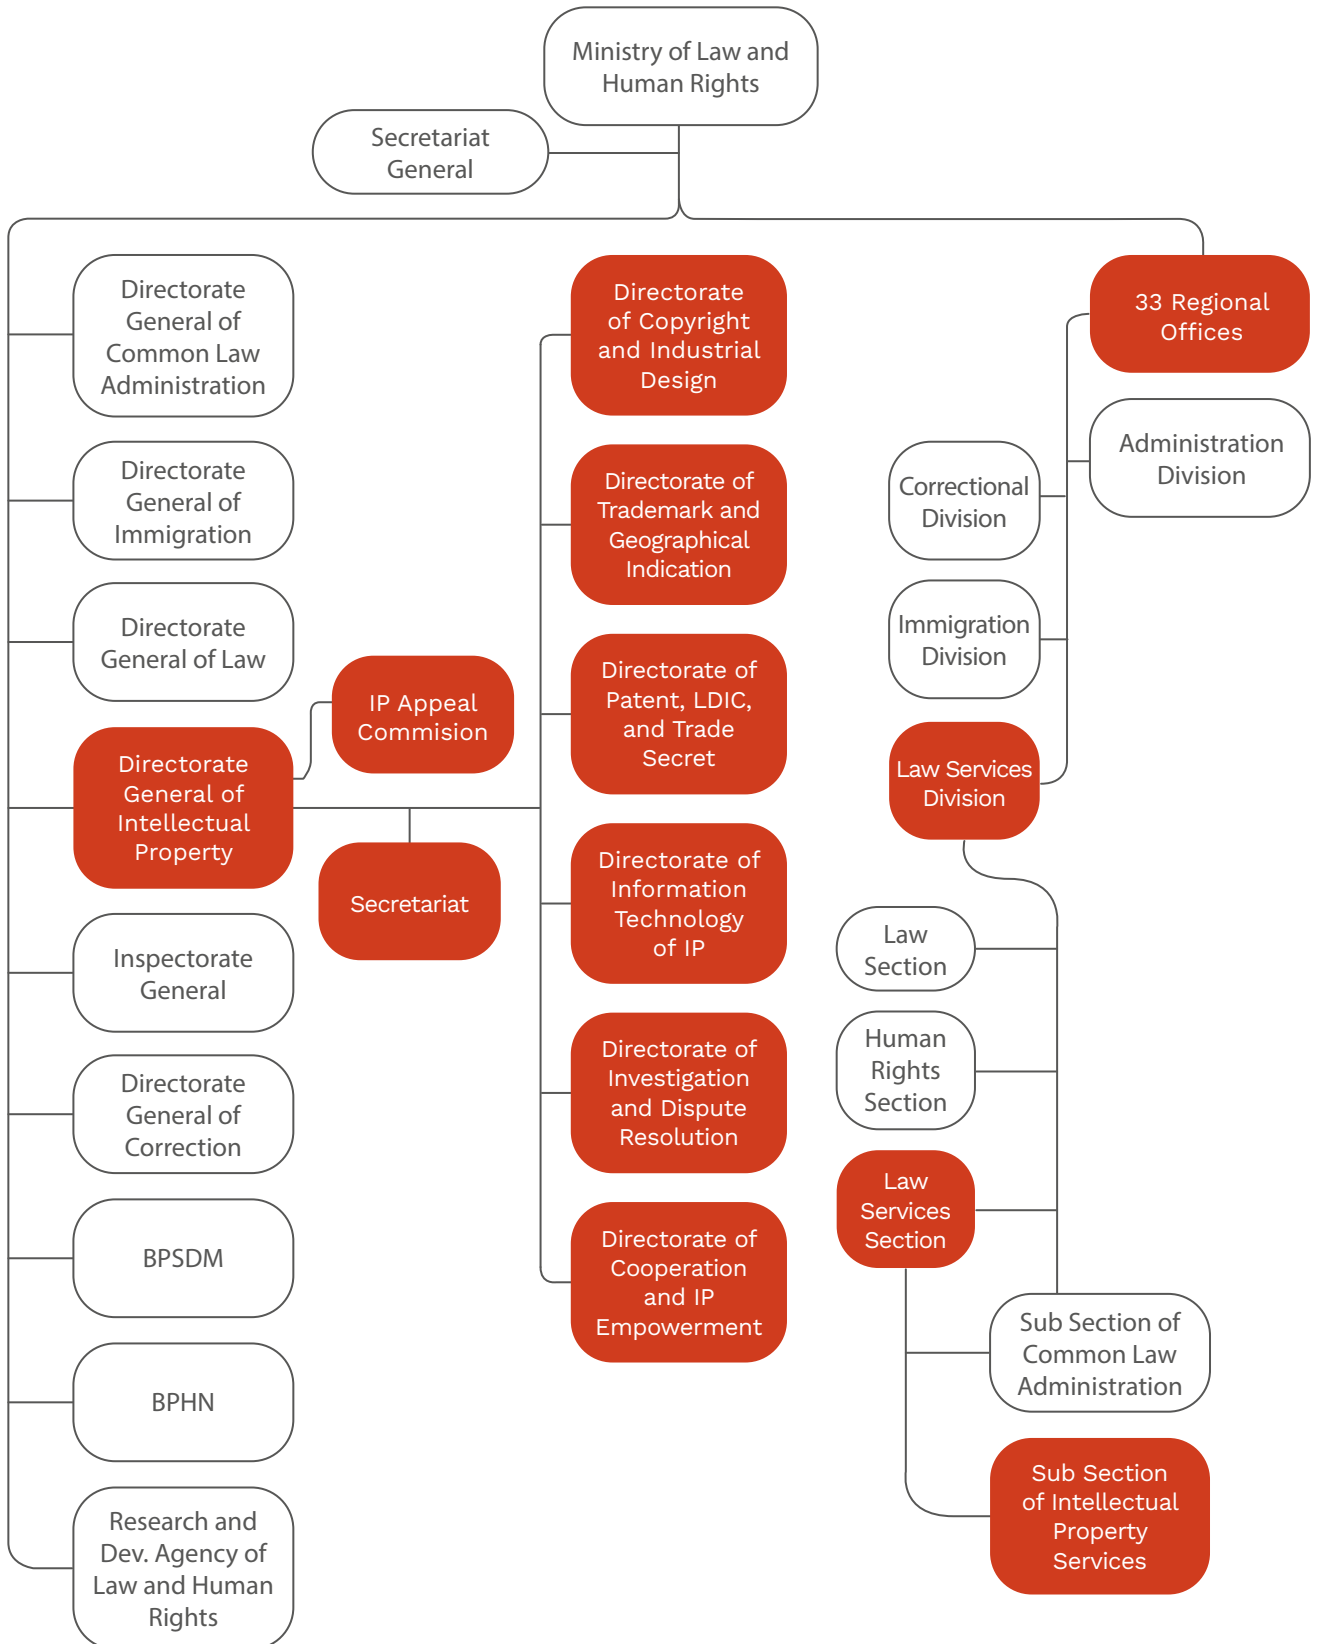 Ministry of Law and
Human Rights
Secretariat
General
Directorate
General of
Common Law
Administration
Directorate
General of
Immigration
Directorate
General of Law
Directorate
General of
Intellectual
Property
Inspectorate
General
Directorate
General of
Correction
BPSDM
BPHN
Research and
Dev. Agency of
Law and Human
Rights
IP Appeal
Commision
Secretariat
Directorate
of Copyright
and Industrial
Design
Directorate of
Trademark and
Geographical
Indication
Directorate of
Patent, LDIC,
and Trade
Secret
Directorate of
Information
Technology
of IP
Directorate of
Investigation
and Dispute
Resolution
Directorate of
Cooperation
and IP
Empowerment
33 Regional
Offices
Administration
Division
Correctional
Division
Immigration
Division
Law Services
Division
Law
Section
Human
Rights
Section
Law
Services
Section
Sub Section of
Common Law
Administration
Sub Section
of Intellectual
Property
Services